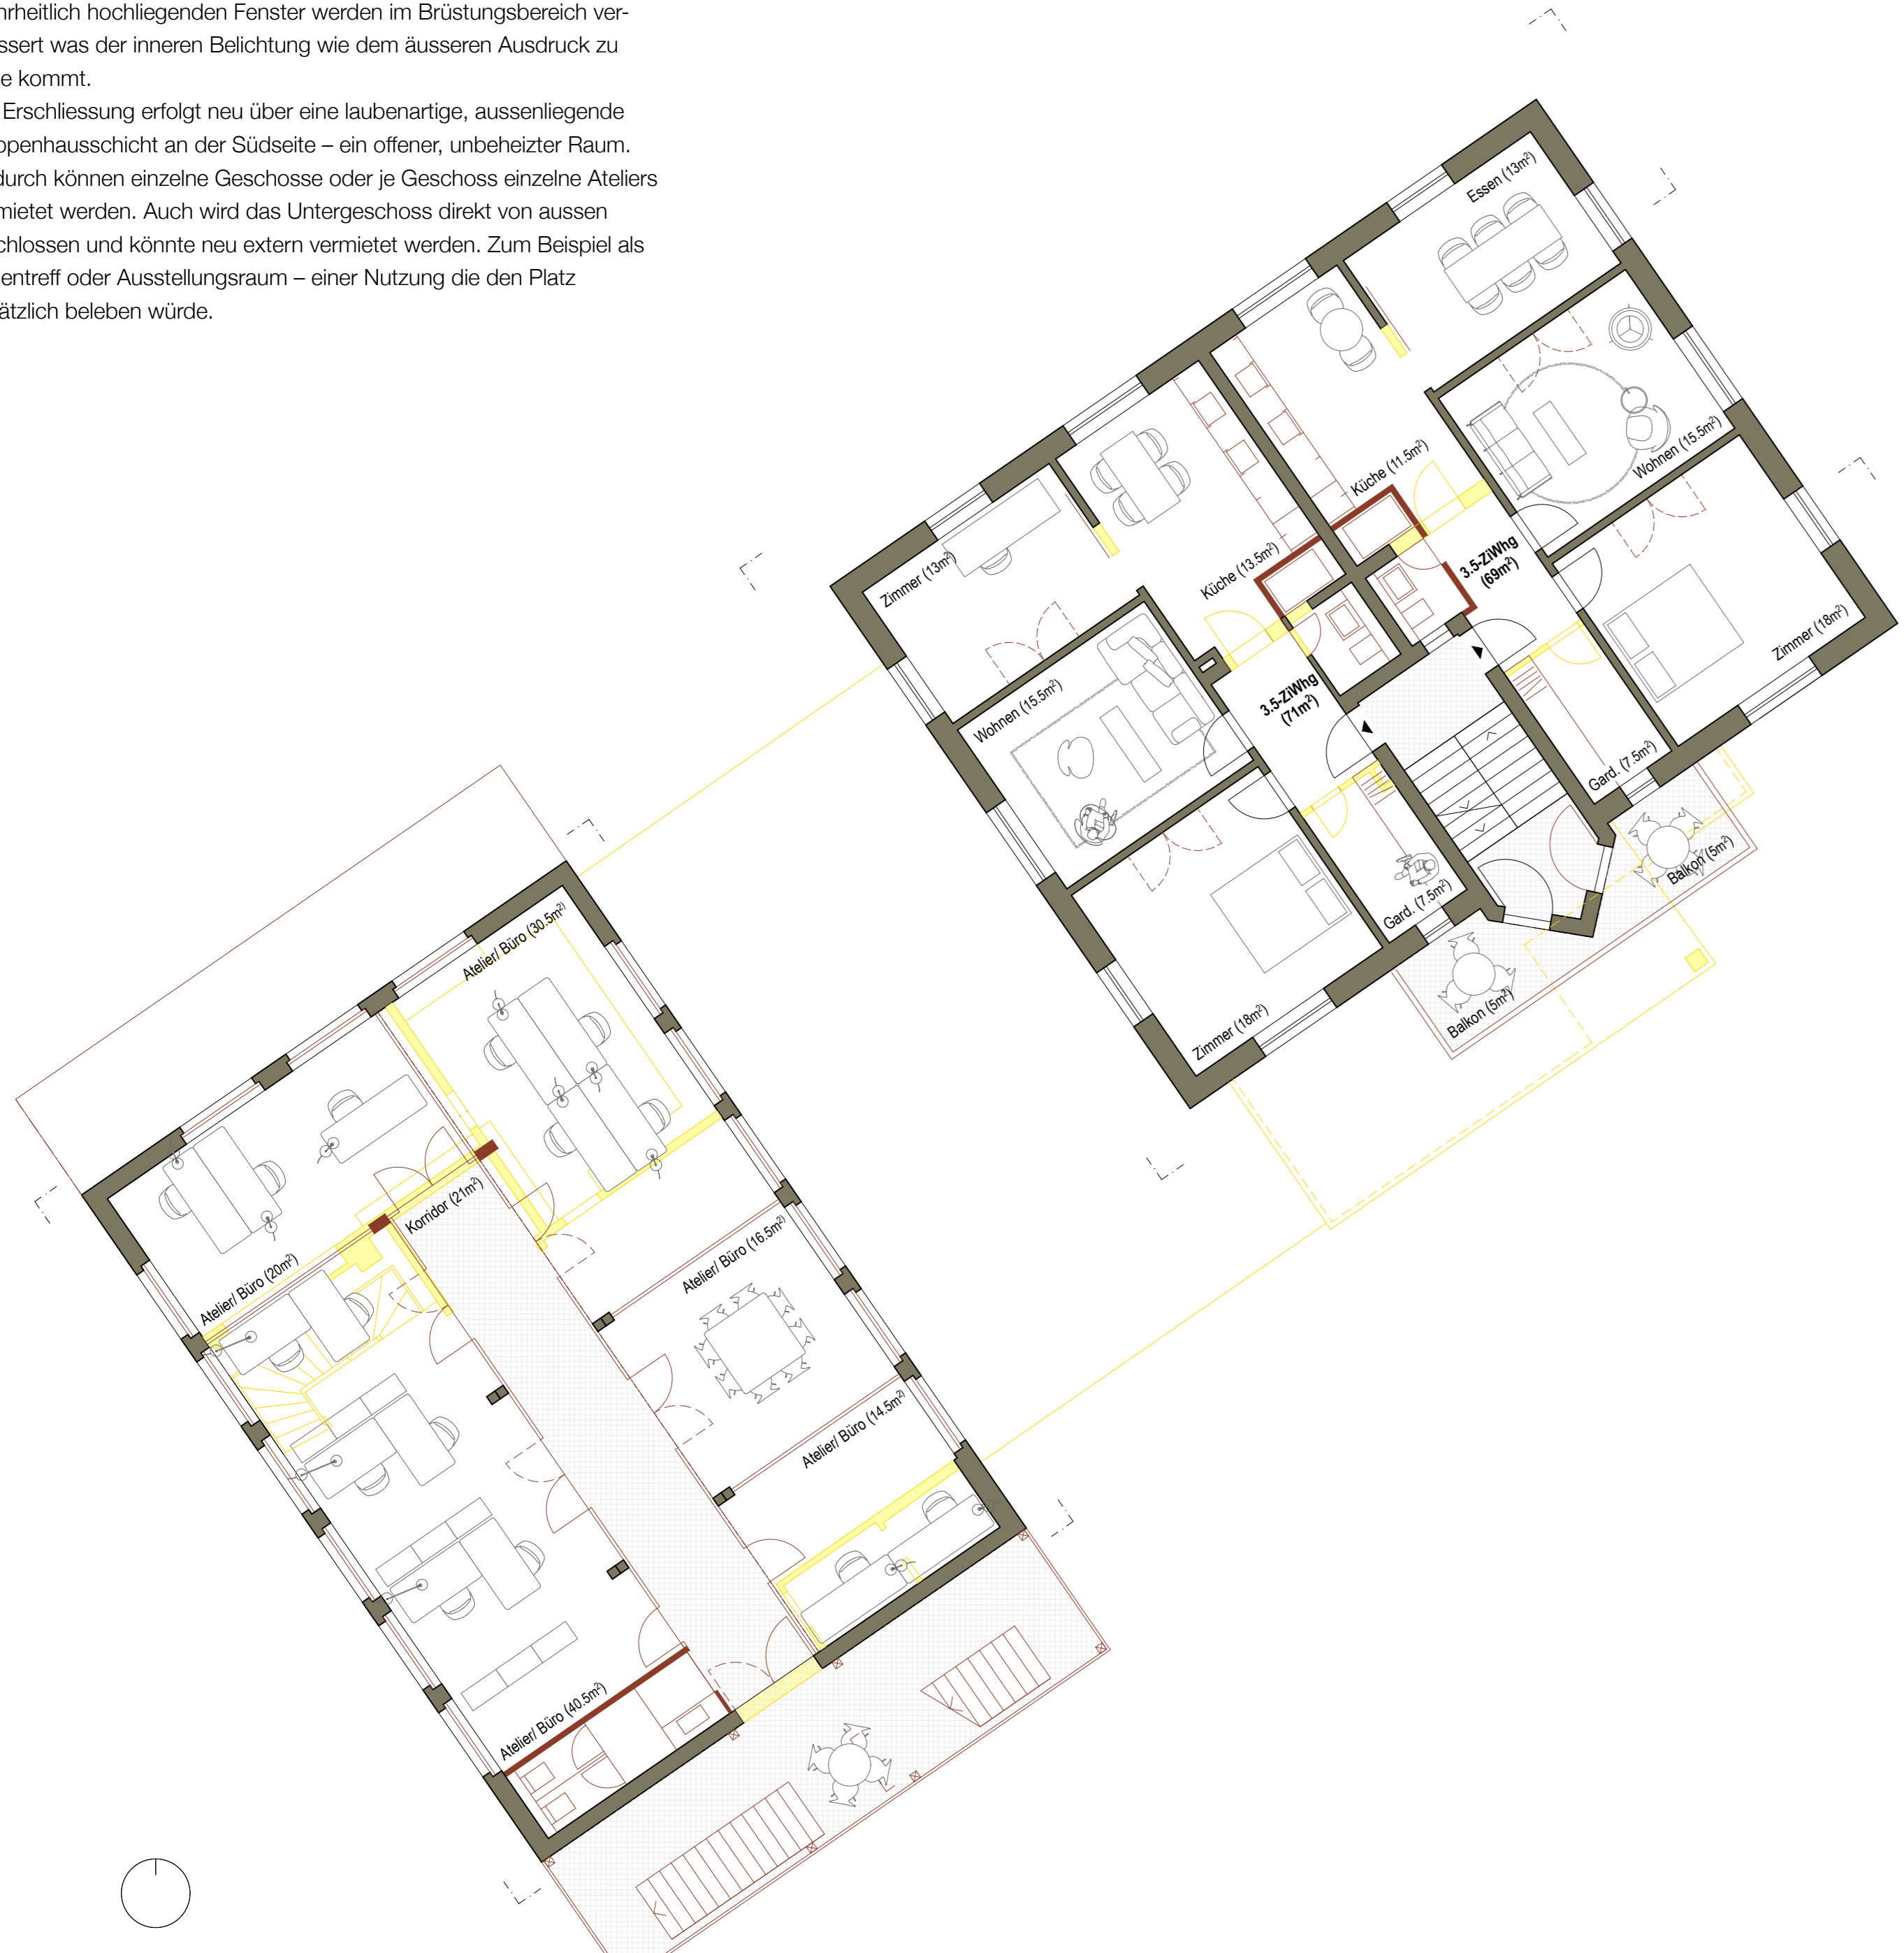 hrheitlich hochliegenden Fenster werden im Brüstungsbereich ver-
ssert was der inneren Belichtung wie dem äusseren Ausdruck zu
e kommt.
Erschliessung erfolgt neu über eine laubenartige, aussenliegende
ppenhausschicht an der Südseite – ein offener, unbeheizter Raum.
durch können einzelne Geschosse oder je Geschoss einzelne Ateliers
mietet werden. Auch wird das Untergeschoss direkt von aussen
chlossen und könnte neu extern vermietet werden. Zum Beispiel als
entreff oder Ausstellungsraum – einer Nutzung die den Platz
ätzlich beleben würde.
Essen (13m²)
Wohnen (15.5m²)
Küche (11.5m²)
3.5-ZiWhg
(69m²)
Küche (13.5m²)
Zimmer (13m²)
Zimmer (18m²)
Wohnen (15.5m²)
3.5-ZiWhg
(71m²)
Gard. (7.5m²)
Balkon (5m²)
Gard. (7.5m²)
Balkon (5m²)
Zimmer (18m²)
Atelier/ Büro (30.5m²)
Korridor (21m²)
Atelier/ Büro (20m²)
Atelier/ Büro (16.5m²)
Atelier/ Büro (14.5m²)
Atelier/ Büro (40.5m²)